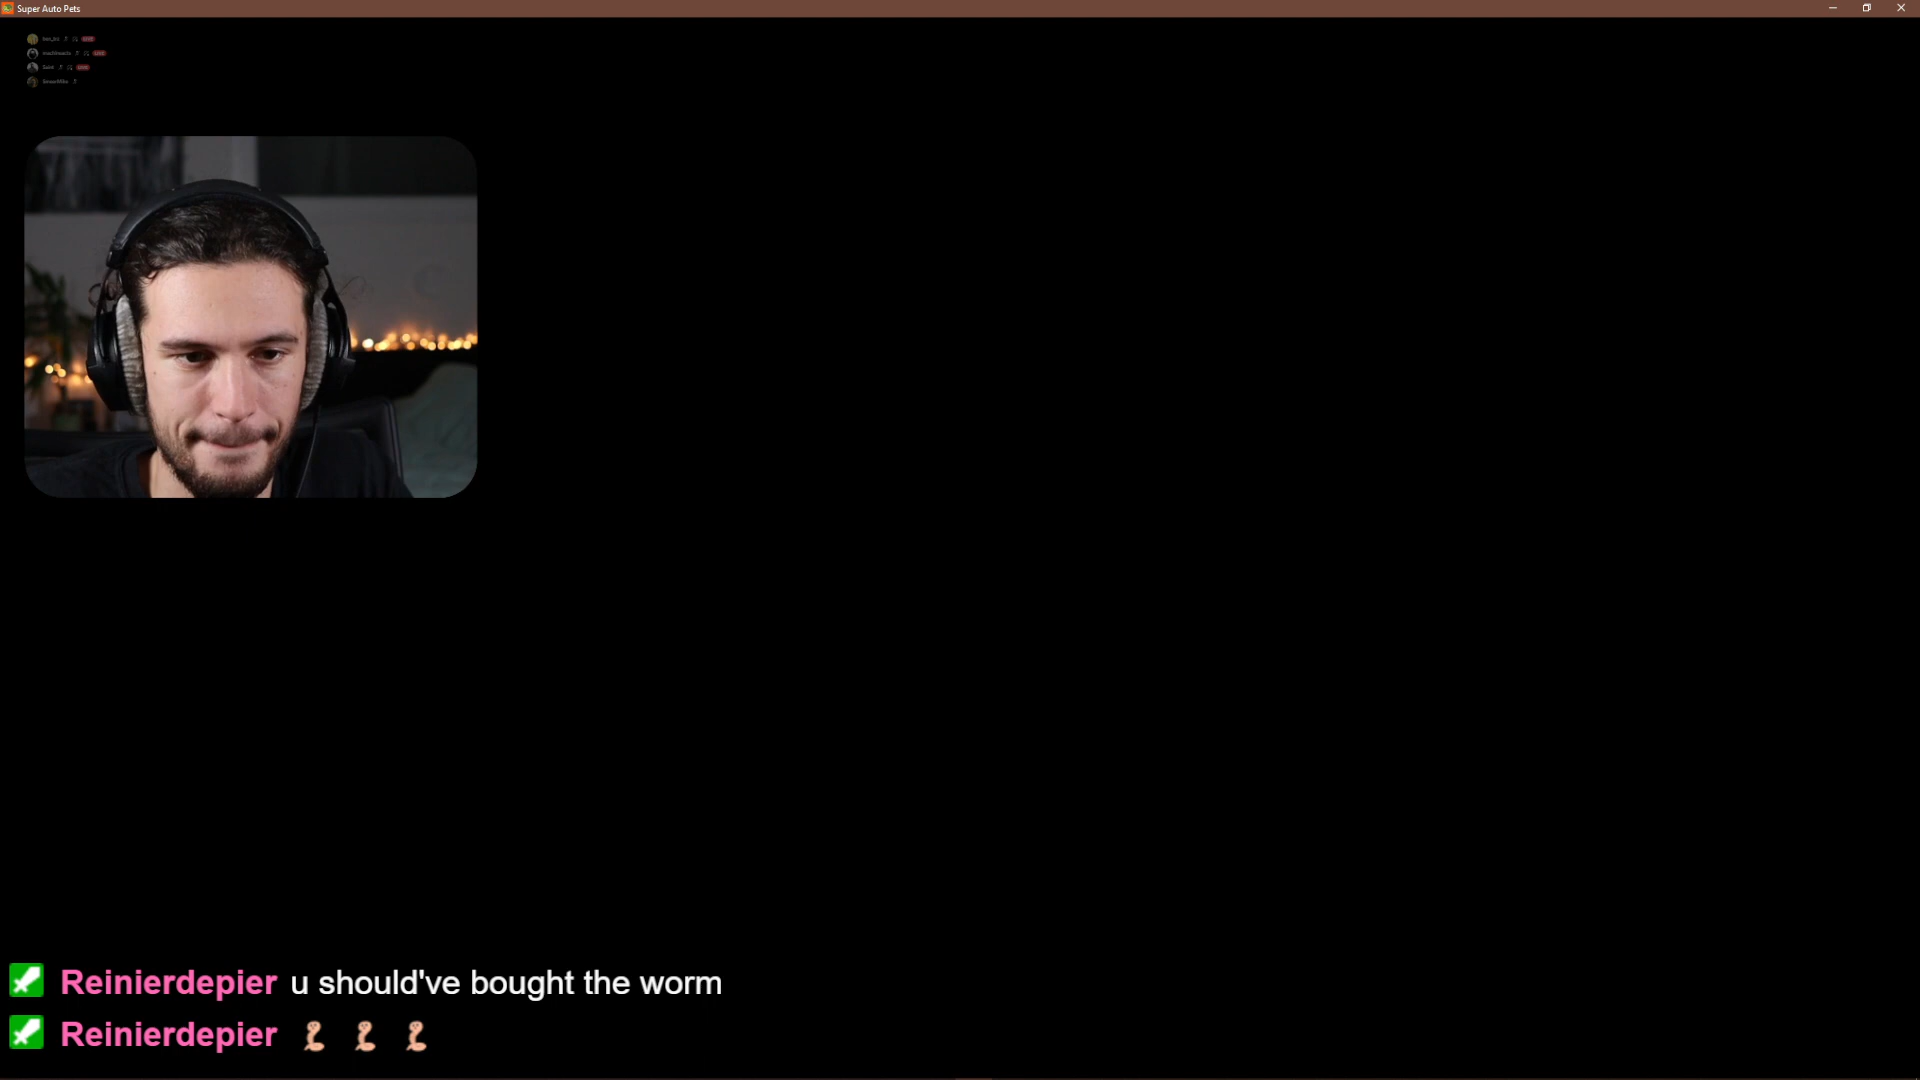 Super Auto Pets
Reinierdepier u should've bought the worm
Reinierdepier